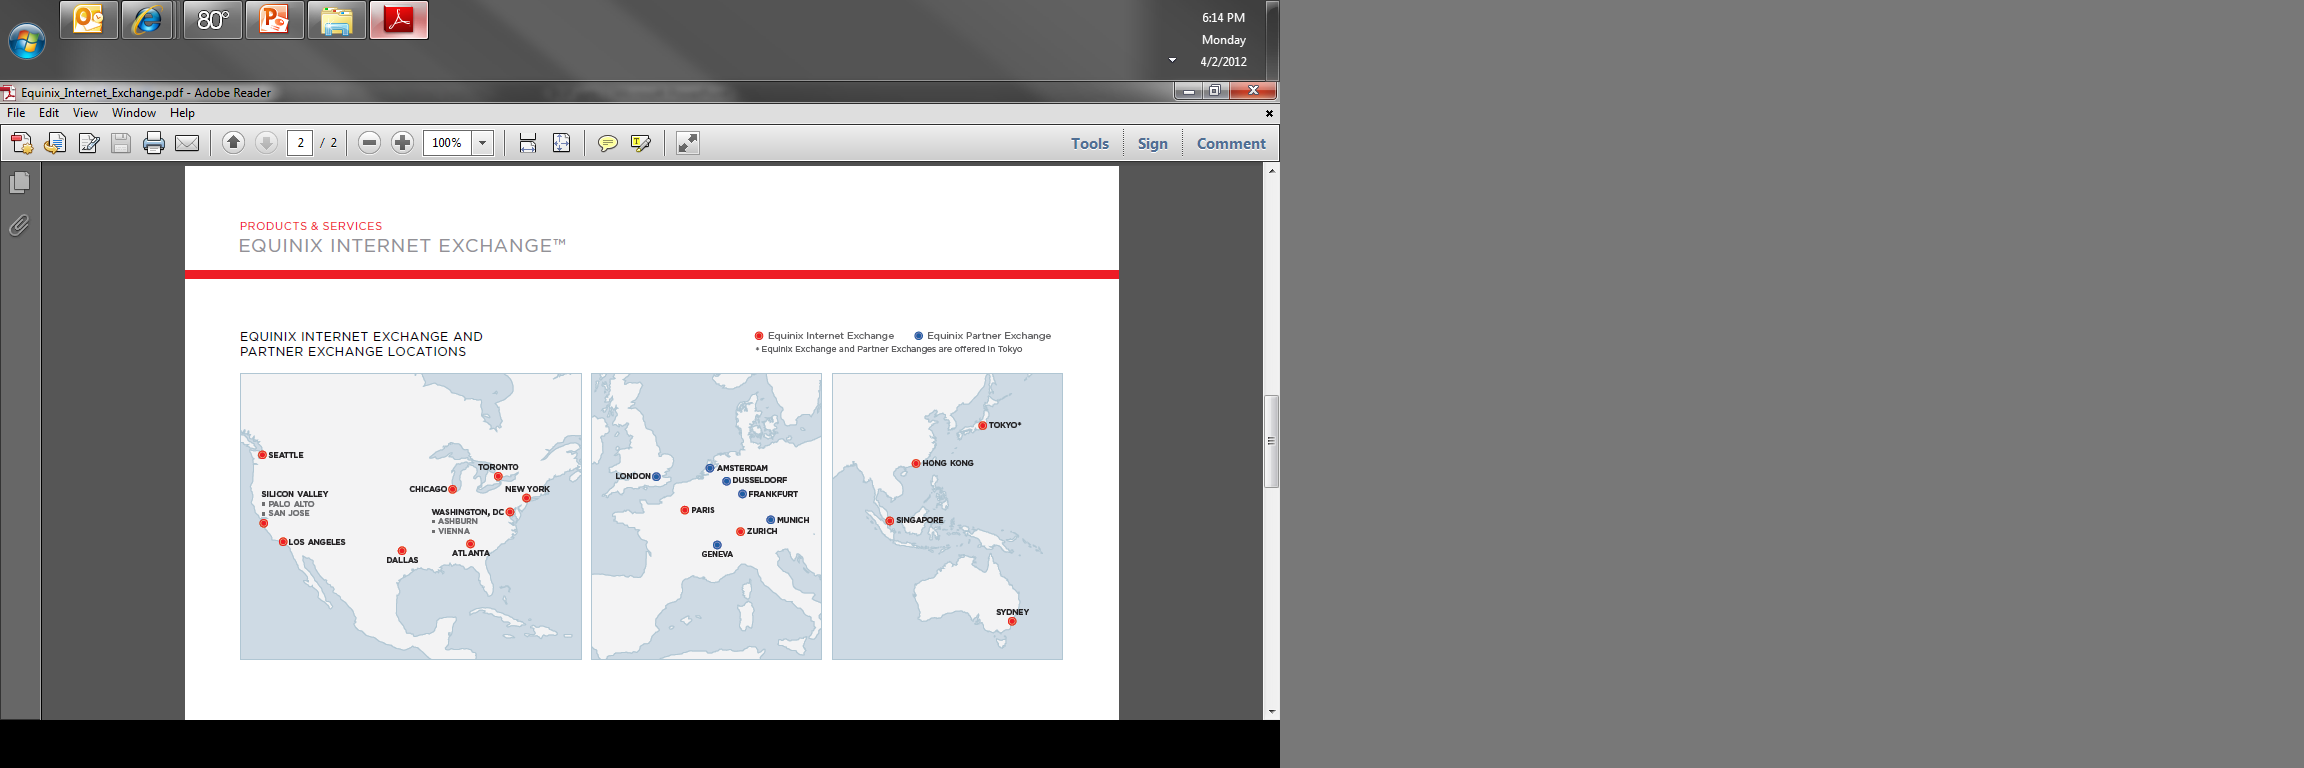 80°
6:14 PM
Monday
4/2/2012
Equinix_Internet_Exchange.pdf - Adobe Reader
File Edit View Window Help
2 / 2 100% Tools Sign Comment
PRODUCTS & SERVICES
EQUINIX INTERNET EXCHANGE™
EQUINIX INTERNET EXCHANGE AND
PARTNER EXCHANGE LOCATIONS
Equinix Internet Exchange Equinix Partner Exchange
* Equinix Exchange and Partner Exchanges are offered in Tokyo
SEATTLE
TORONTO
CHICAGO
NEW YORK
SILICON VALLEY
PALO ALTO
SAN JOSE
WASHINGTON, DC
ASHBURN
VIENNA
LOS ANGELES
ATLANTA
DALLAS
AMSTERDAM
LONDON
DUSSELDORF
FRANKFURT
PARIS
MUNICH
ZURICH
GENEVA
TOKYO*
HONG KONG
SINGAPORE
SYDNEY